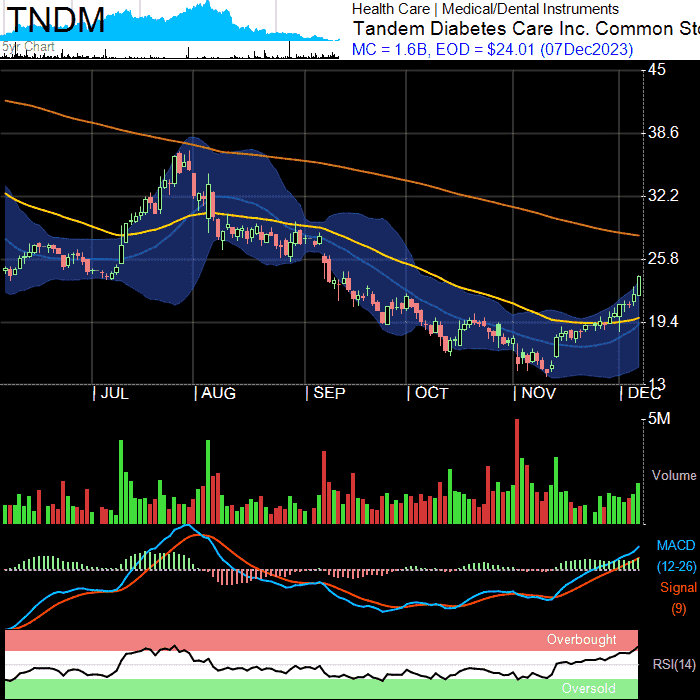 TNDM
5yr Chart
Health Care | Medical/Dental Instruments
Tandem Diabetes Care Inc. Common Sto
MC = 1.6B, EOD = $24.01 (07Dec2023)
45
38.6
32.2
25.8
19.4
13
| JUL
| AUG
| SEP
| OCT
| NOV
| DEC
5M
Volume
MACD
(12-26)
Signal
(9)
Overbought
RSI(14)
Oversold